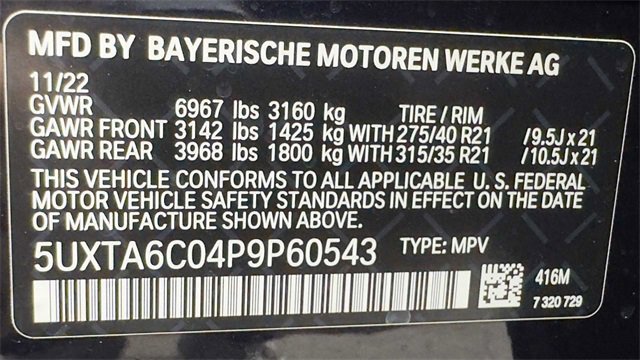 MFD BY BAYERISCHE MOTOREN WERKE AG
11/22
GVWR 6967 lbs 3160 kg TIRE / RIM
GAWR FRONT 3142 lbs 1425 kg WITH 275/40 R21 / 9.5J x 21
GAWR REAR 3968 lbs 1800 kg WITH 315/35 R21 / 10.5J x 21
THIS VEHICLE CONFORMS TO ALL APPLICABLE U. S. FEDERAL
MOTOR VEHICLE SAFETY STANDARDS IN EFFECT ON THE DATE
OF MANUFACTURE SHOWN ABOVE.
5UXTA6C04P9P60543 TYPE: MPV
416M
7 320 729